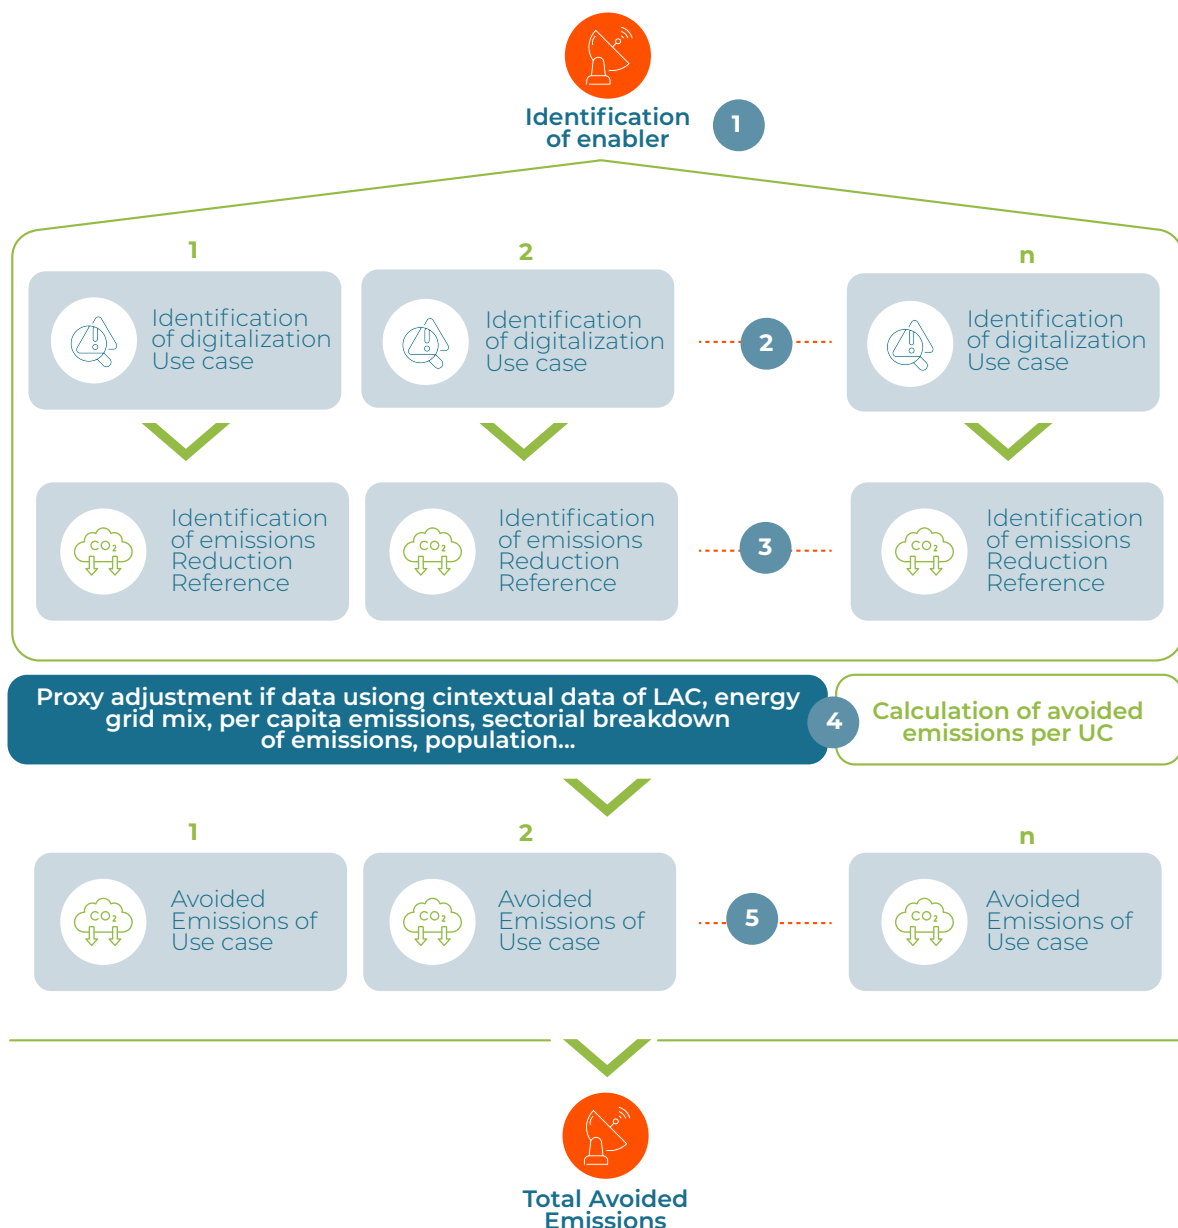 Identification
of enabler
1
1
2
n
Identification
of digitalization
Use case
Identification
of digitalization
Use case
2
Identification
of digitalization
Use case
CO2
Identification
of emissions
Reduction
Reference
CO2
Identification
of emissions
Reduction
Reference
3
CO2
Identification
of emissions
Reduction
Reference
Proxy adjustment if data usiong cintextual data of LAC, energy
grid mix, per capita emissions, sectorial breakdown
of emissions, population...
4
Calculation of avoided
emissions per UC
1
2
n
CO2
Avoided
Emissions of
Use case
CO2
Avoided
Emissions of
Use case
5
CO2
Avoided
Emissions of
Use case
Total Avoided
Emissions